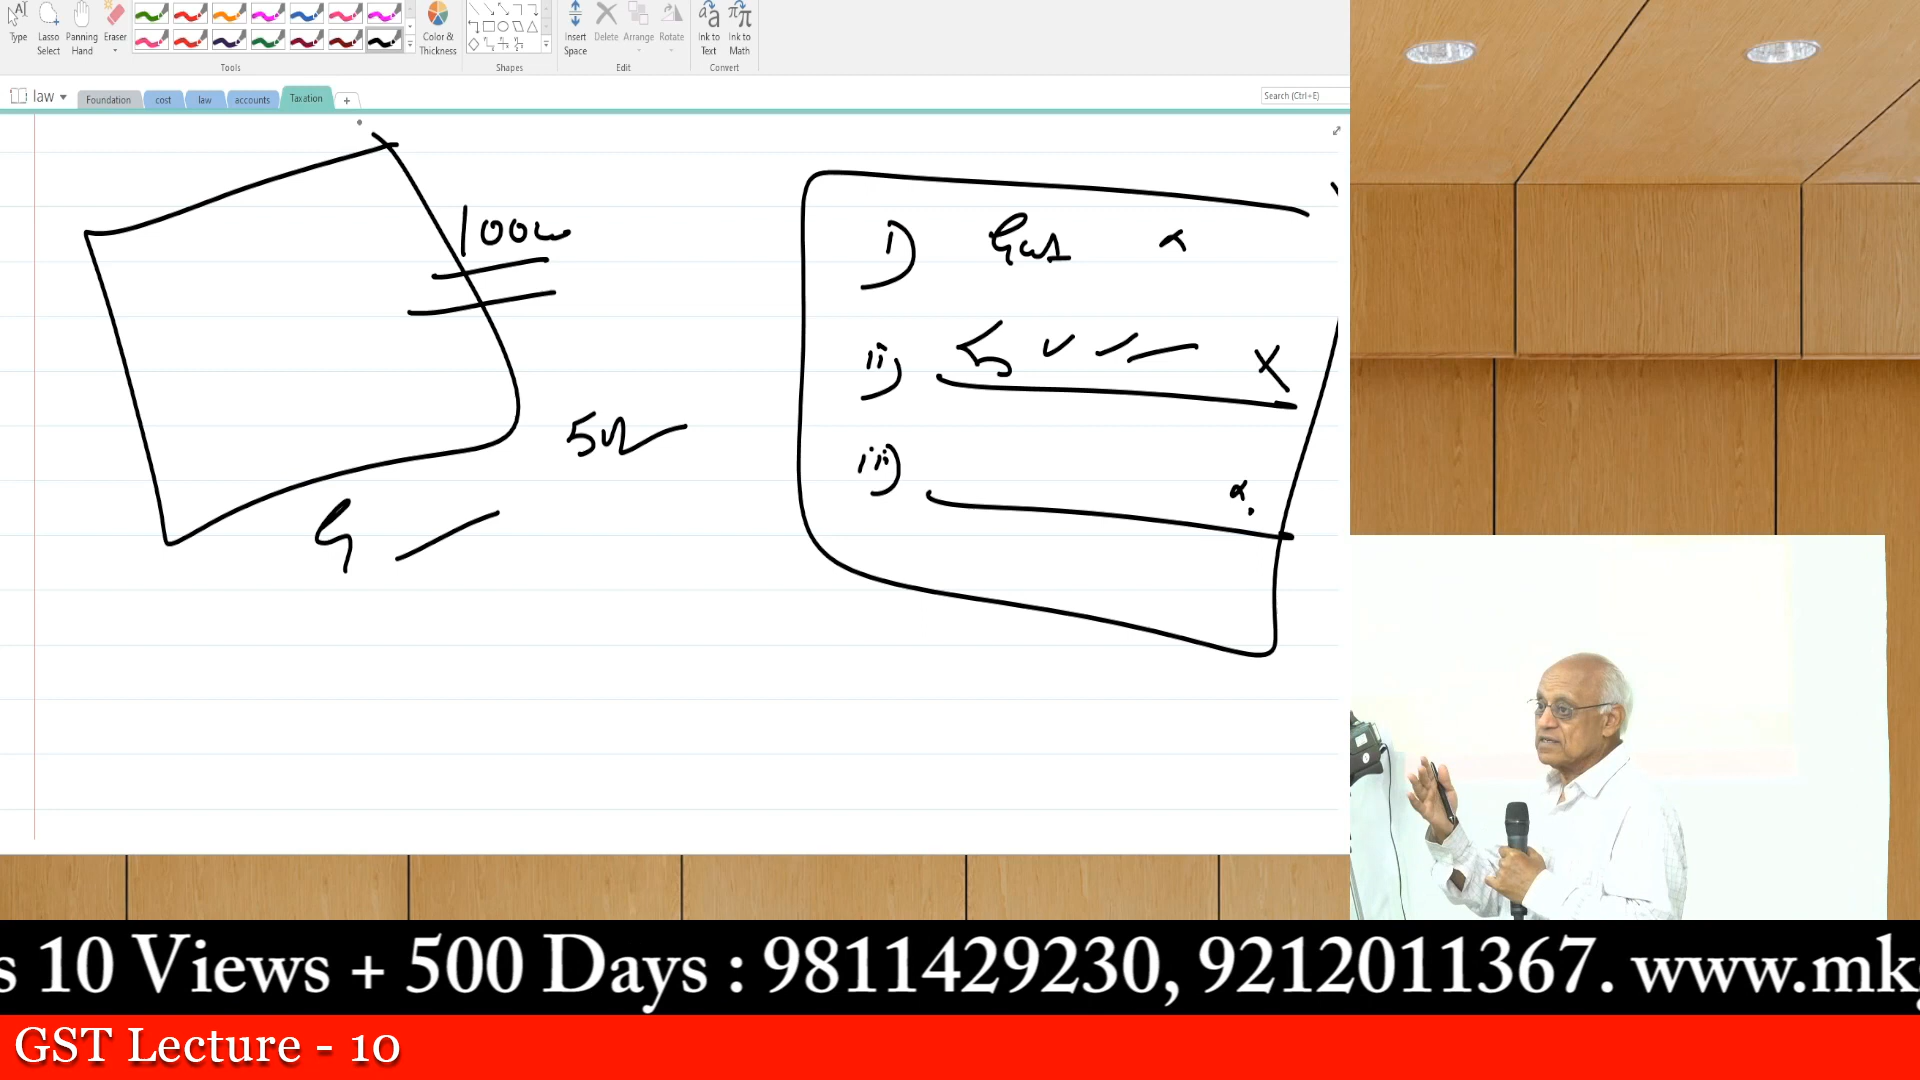 Type
Lasso Select
Panning Hand
Eraser
Color & Thickness
Insert Space
Delete
Arrange
Rotate
Ink to Text
Ink to Math
Tools
Shapes
Edit
Convert
law
Foundation
cost
law
accounts
Taxation
+
Search (Ctrl+E)
i)
ii)
X
iii)
s 10 Views + 500 Days : 9811429230, 9212011367. www.mk
GST Lecture - 10